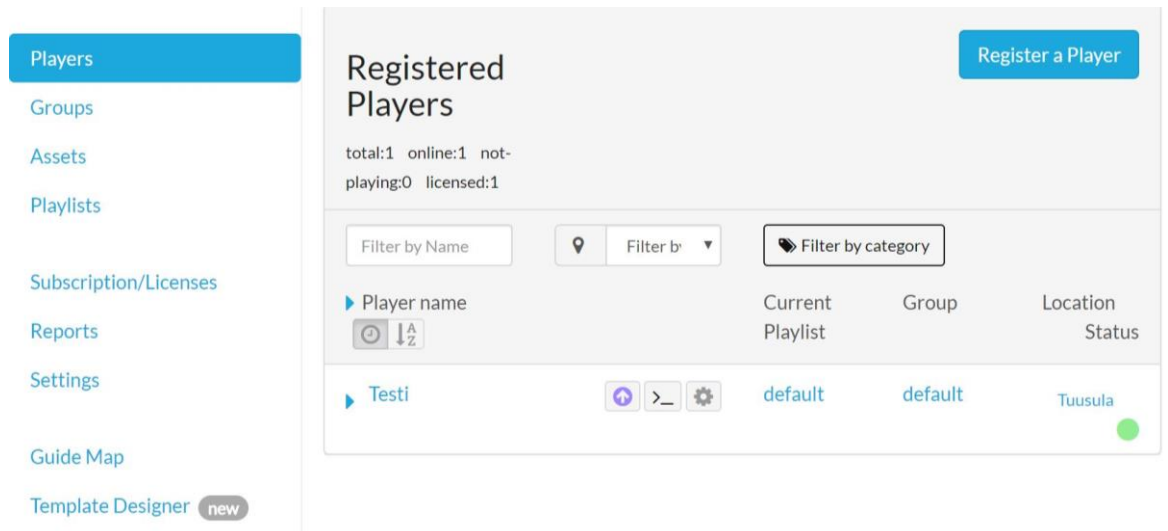 Players
Groups
Assets
Playlists
Subscription/Licenses
Reports
Settings
Guide Map
Template Designer new
Registered
Players
Register a Player
total:1 online:1 not-
playing:0 licensed:1
Filter by Name
Filter by
Filter by category
Player name
Current
Playlist
Group
Location
Status
Testi
default
default
Tuusula